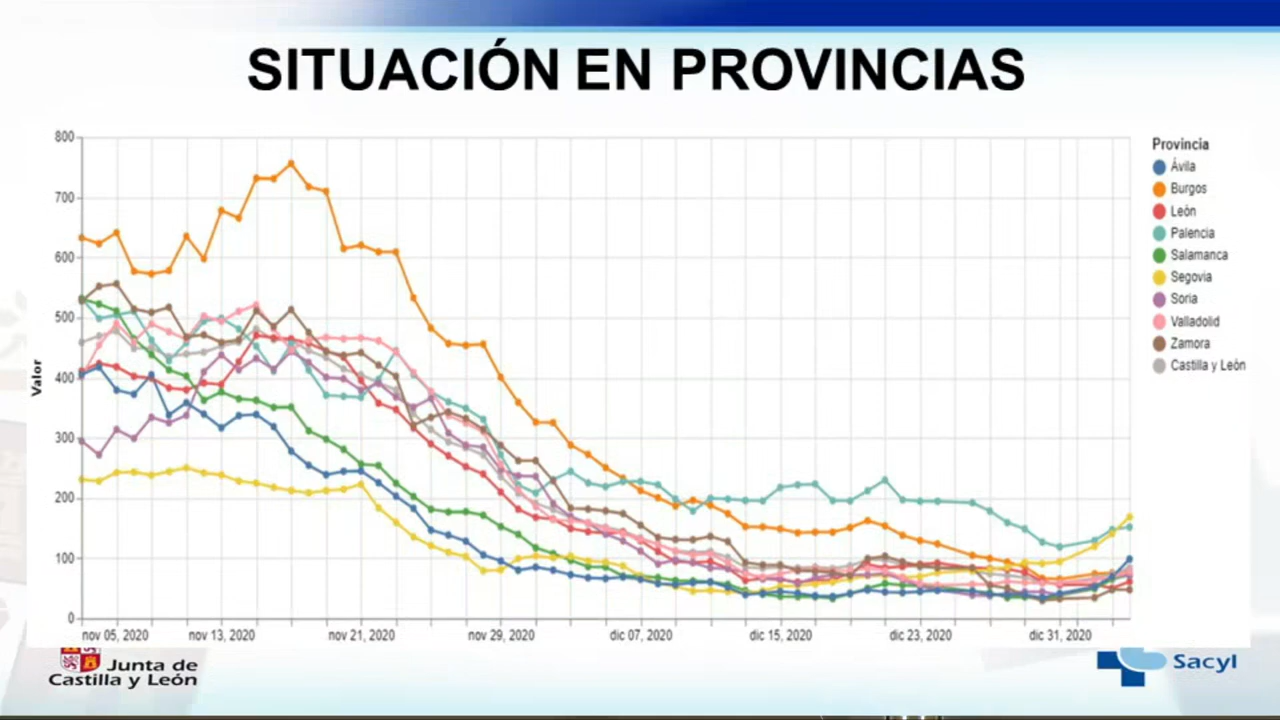 SITUACIÓN EN PROVINCIAS
800
700
600
500
400
300
200
100
0
Valor
nov 05, 2020
nov 13, 2020
nov 21, 2020
nov 29, 2020
dic 07, 2020
dic 15, 2020
dic 23, 2020
dic 31, 2020
Provincia
Ávila
Burgos
León
Palencia
Salamanca
Segovia
Soria
Valladolid
Zamora
Castilla y León
Junta de
Castilla y León
Sacyl